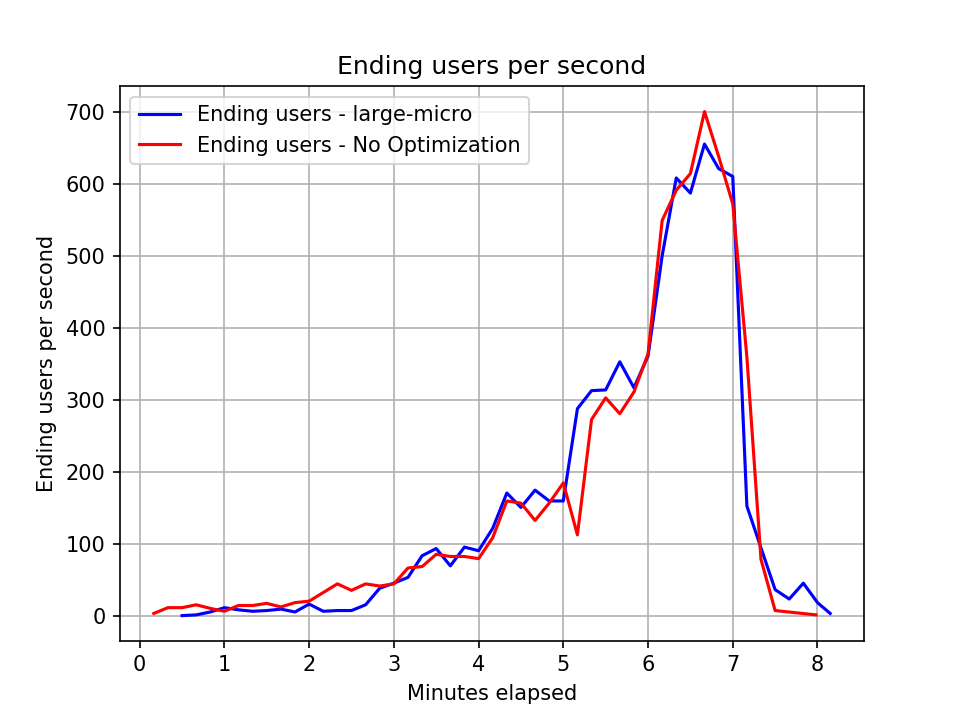 Ending users per second
Ending users - large-micro
Ending users - No Optimization
700
600
500
400
300
200
100
0
Ending users per second
0 1 2 3 4 5 6 7 8
Minutes elapsed